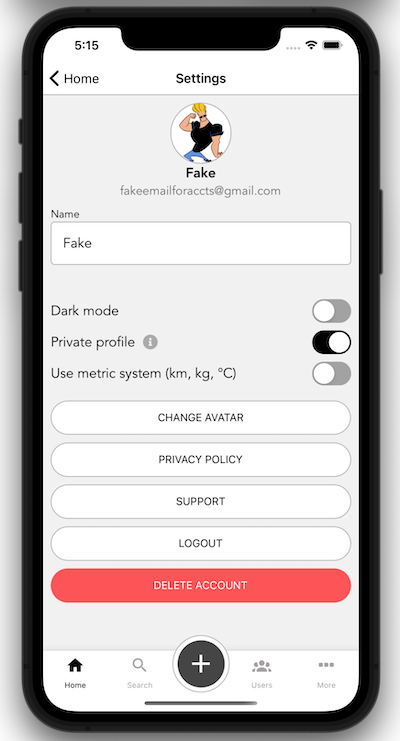 5:15
Home
Settings
Fake
fakeemailforaccts@gmail.com
Name
Fake
Dark mode
Private profile
Use metric system (km, kg, °C)
CHANGE AVATAR
PRIVACY POLICY
SUPPORT
LOGOUT
DELETE ACCOUNT
Home
Search
Users
More